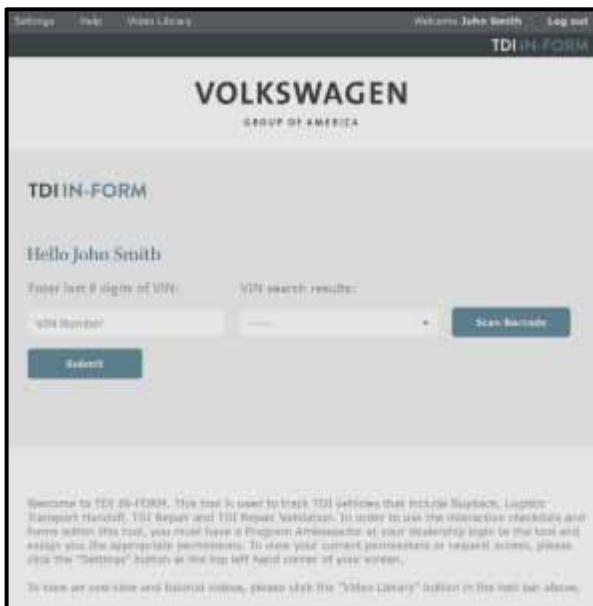 Settings Help Video Library Welcome John Smith Log out
TDI IN-FORM
VOLKSWAGEN
GROUP OF AMERICA
TDI IN-FORM
Hello John Smith
Enter last 8 digits of VIN: VIN search results:
VIN Number ----- Scan Barcode
Submit
Welcome to TDI IN-FORM. This tool is used to track TDI vehicles that include Buyback, Logistic
Transport Handoff, TDI Repair and TDI Repair Validation. In order to use the interaction checklists and
forms within this tool, you must have a Program Ambassador at your dealership login to the tool and
assign you the appropriate permissions. To view your current permissions or request access, please
click the "Settings" button at the top left hand corner of your screen.
To view an overview and tutorial videos, please click the "Video Library" button in the tool bar above.